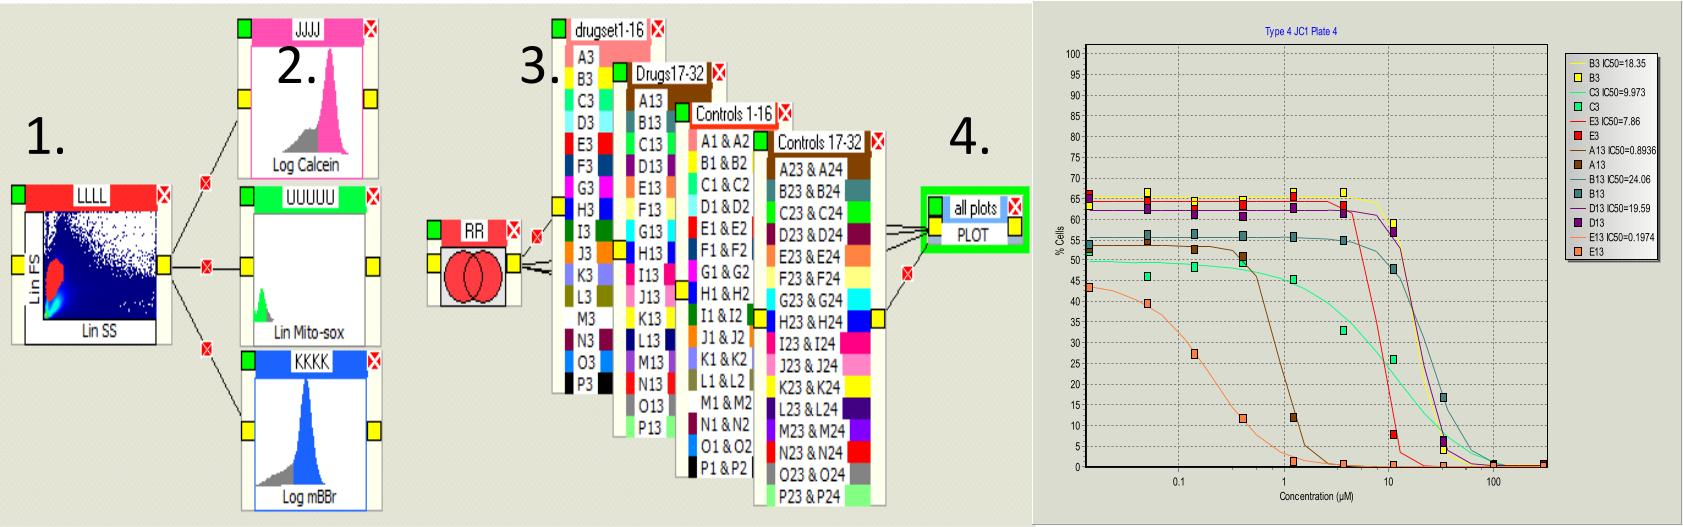 1.
LLLL
Lin FS
Lin SS
2.
JJJJ
Log Calcein
UUUUU
Lin Mito-sox
KKKK
Log mBBr
RR
3.
drugset1-16
A3
B3
C3
D3
E3
F3
G3
H3
I3
J3
K3
L3
M3
N3
O3
P3
Drugs17-32
A13
B13
C13
D13
E13
F13
G13
H13
I13
J13
K13
L13
M13
N13
O13
P13
Controls 1-16
A1 & A2
B1 & B2
C1 & C2
D1 & D2
E1 & E2
F1 & F2
G1 & G2
H1 & H2
I1 & I2
J1 & J2
K1 & K2
L1 & L2
M1 & M2
N1 & N2
O1 & O2
P1 & P2
Controls 17-32
A23 & A24
B23 & B24
C23 & C24
D23 & D24
E23 & E24
F23 & F24
G23 & G24
H23 & H24
I23 & I24
J23 & J24
K23 & K24
L23 & L24
M23 & M24
N23 & N24
O23 & O24
P23 & P24
4.
all plots
PLOT
Type 4 JC1 Plate 4
% Cells
100
95
90
85
80
75
70
65
60
55
50
45
40
35
30
25
20
15
10
5
0
0.1
1
10
100
Concentration (µM)
B3 IC50=18.35
B3
C3 IC50=9.973
C3
E3 IC50=7.86
E3
A13 IC50=0.8936
A13
B13 IC50=24.06
B13
D13 IC50=19.59
D13
E13 IC50=0.1974
E13